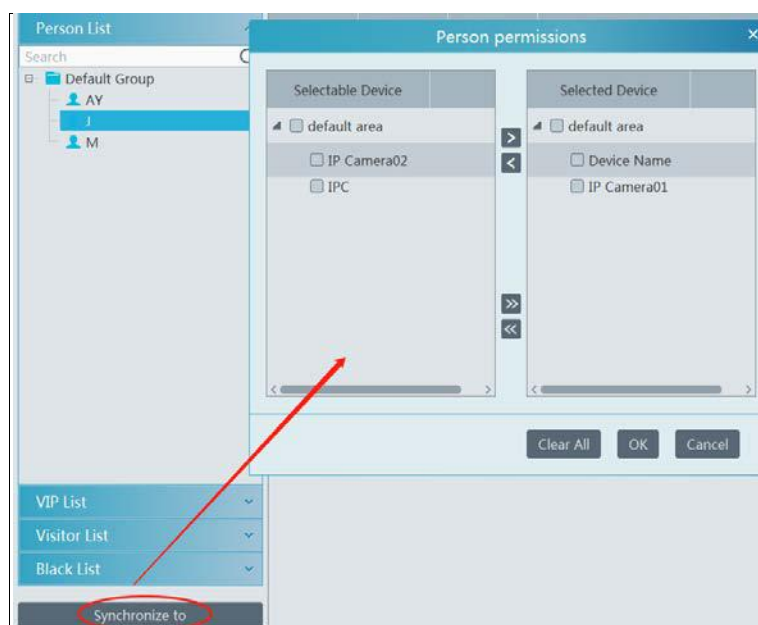 Person List
Search
Default Group
AY
J
M
VIP List
Visitor List
Black List
Synchronize to
Person permissions
Selectable Device
default area
IP Camera02
IPC
Selected Device
default area
Device Name
IP Camera01
Clear All
OK
Cancel